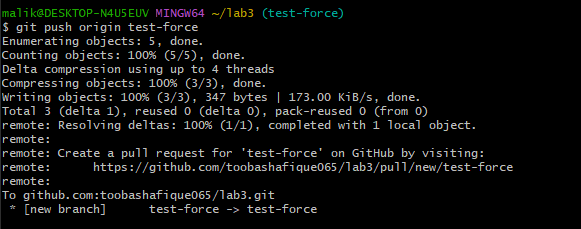 malik@DESKTOP-N4U5EUV MINGW64 ~/lab3 (test-force)
$ git push origin test-force
Enumerating objects: 5, done.
Counting objects: 100% (5/5), done.
Delta compression using up to 4 threads
Compressing objects: 100% (3/3), done.
Writing objects: 100% (3/3), 347 bytes | 173.00 KiB/s, done.
Total 3 (delta 1), reused 0 (delta 0), pack-reused 0 (from 0)
remote: Resolving deltas: 100% (1/1), completed with 1 local object.
remote:
remote: Create a pull request for 'test-force' on GitHub by visiting:
remote:      https://github.com/toobashafique065/lab3/pull/new/test-force
remote:
To github.com:toobashafique065/lab3.git
 * [new branch]      test-force -> test-force